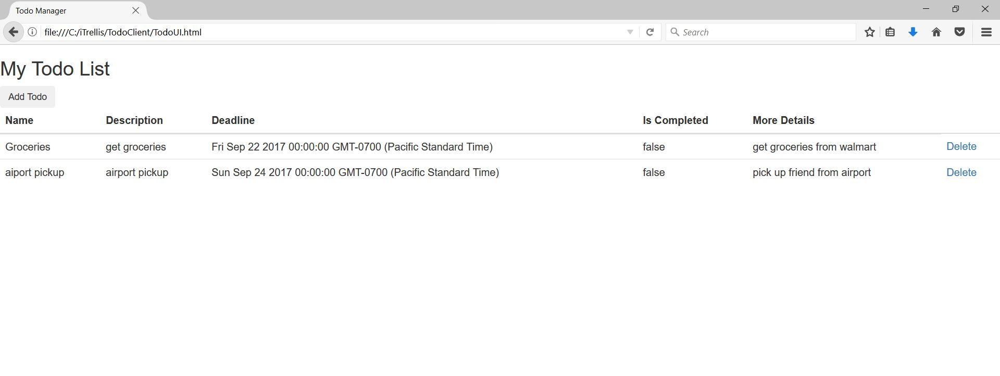 Todo Manager
file:///C:/iTrellis/TodoClient/TodoUI.html Search
My Todo List
Add Todo
Name Description Deadline Is Completed More Details
Groceries get groceries Fri Sep 22 2017 00:00:00 GMT-0700 (Pacific Standard Time) false get groceries from walmart Delete
aiport pickup airport pickup Sun Sep 24 2017 00:00:00 GMT-0700 (Pacific Standard Time) false pick up friend from airport Delete